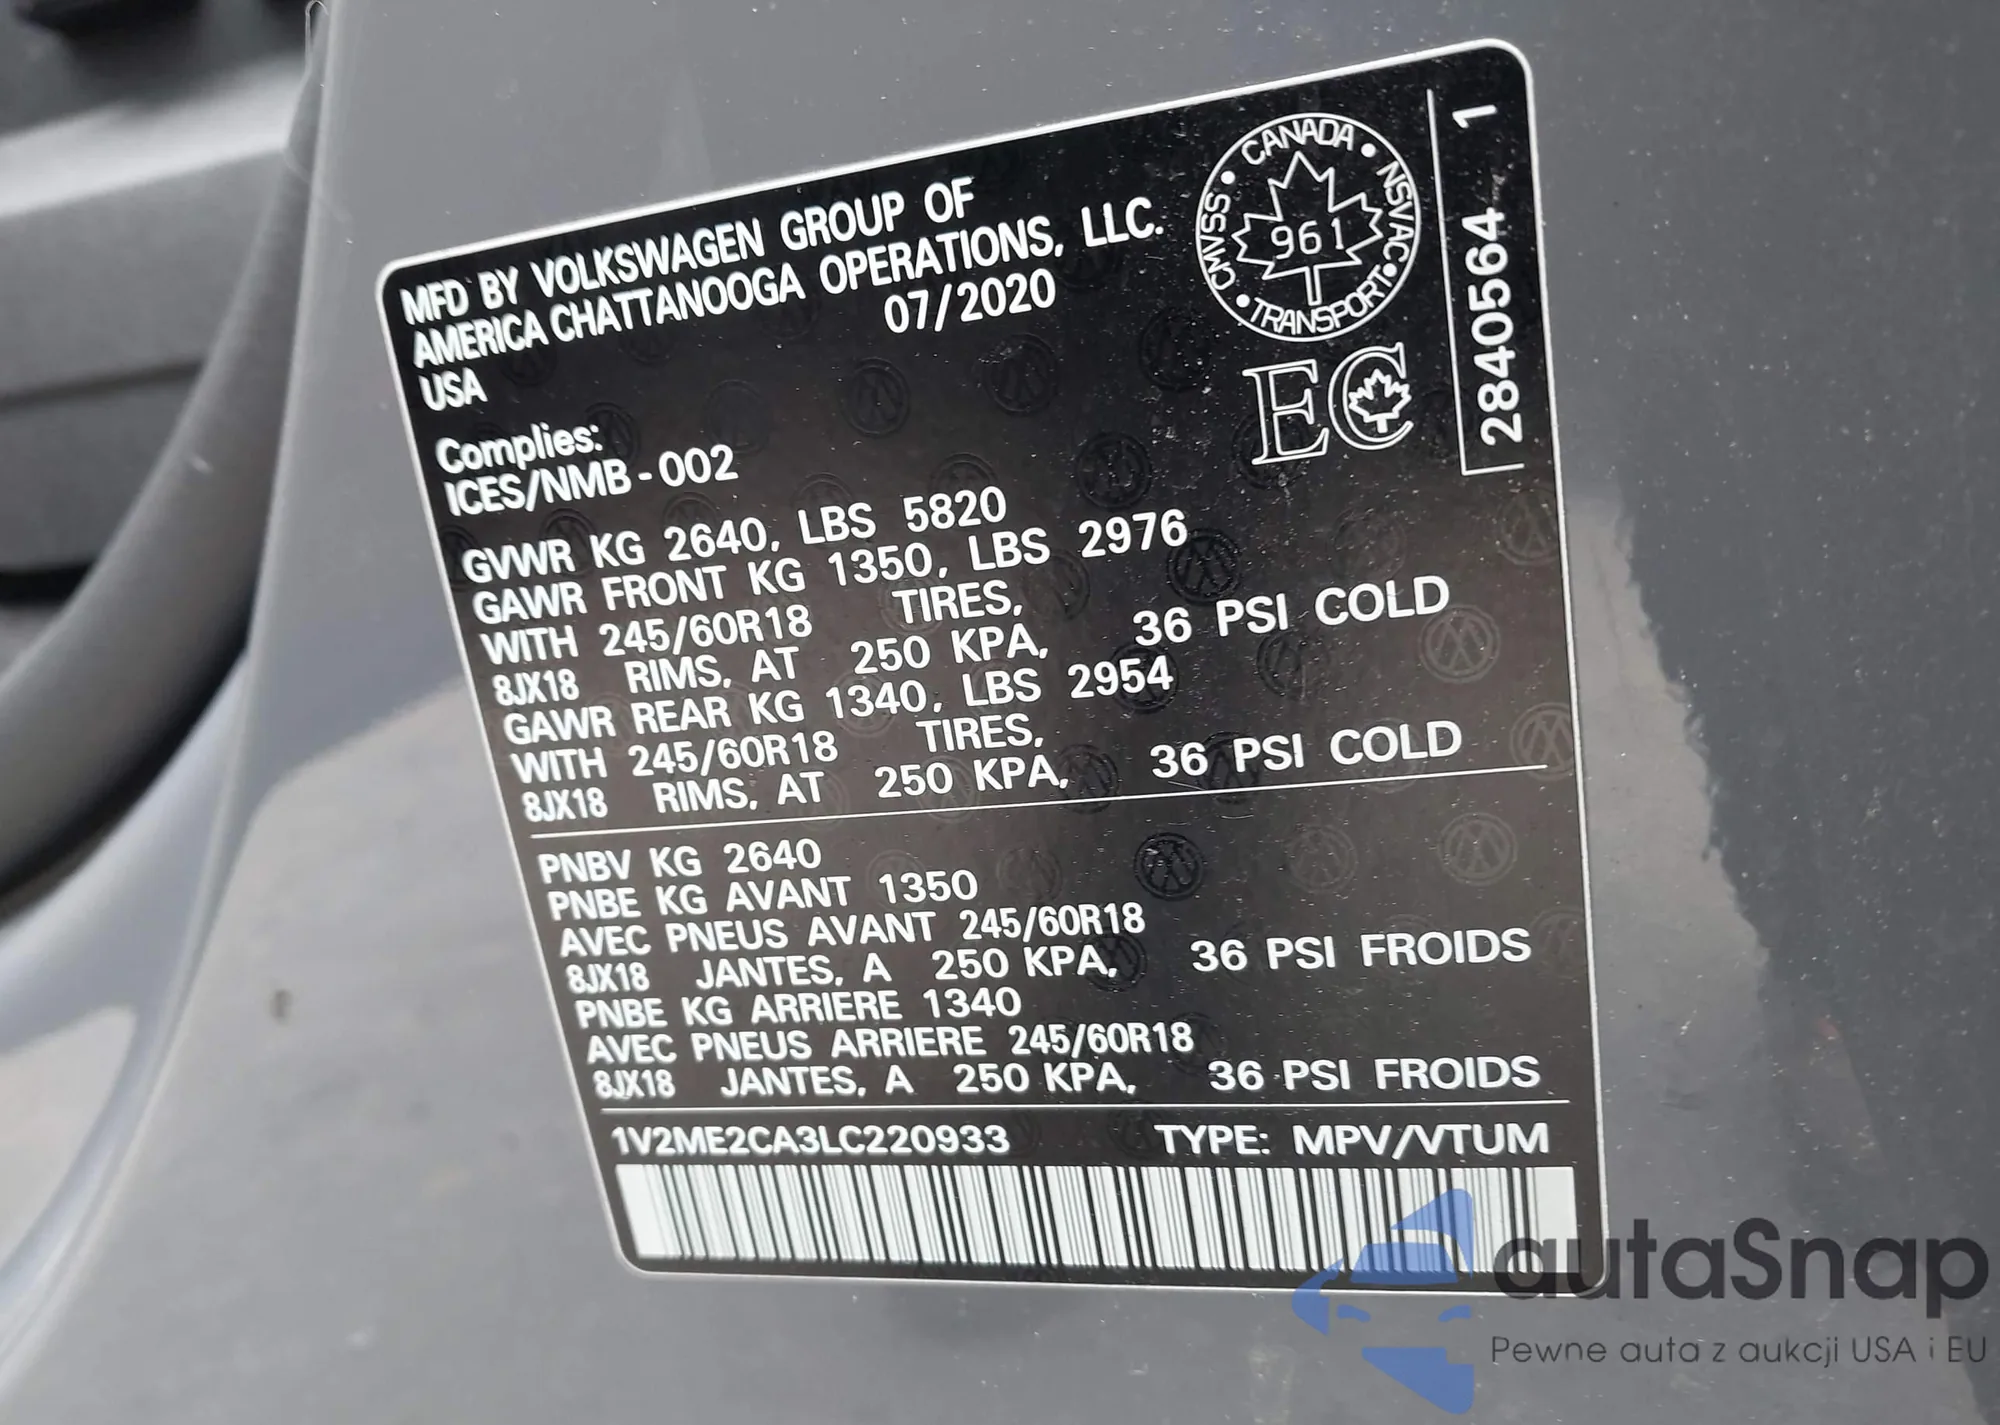 MFD BY VOLKSWAGEN GROUP OF
AMERICA CHATTANOOGA OPERATIONS, LLC.
USA 07/2020
CANADA • NSVAC • TRANSPORT • CMVSS •
961
EC
2840564 1
Complies:
ICES/NMB-002
GVWR KG 2640, LBS 5820
GAWR FRONT KG 1350, LBS 2976
WITH 245/60R18 TIRES,
8JX18 RIMS, AT 250 KPA, 36 PSI COLD
GAWR REAR KG 1340, LBS 2954
WITH 245/60R18 TIRES,
8JX18 RIMS, AT 250 KPA, 36 PSI COLD
PNBV KG 2640
PNBE KG AVANT 1350
AVEC PNEUS AVANT 245/60R18
8JX18 JANTES, A 250 KPA, 36 PSI FROIDS
PNBE KG ARRIERE 1340
AVEC PNEUS ARRIERE 245/60R18
8JX18 JANTES, A 250 KPA, 36 PSI FROIDS
1V2ME2CA3LC220933 TYPE: MPV/VTUM
autaSnap
Pewne auta z aukcji USA i EU